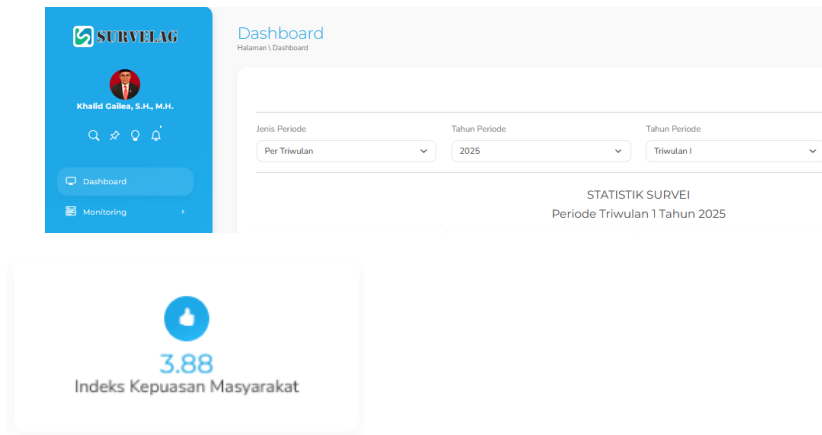 SURVELAG
Khalid Gailea, S.H., M.H.
Dashboard
Monitoring
Dashboard
Halaman \ Dashboard
Jenis Periode
Per Triwulan
Tahun Periode
2025
Tahun Periode
Triwulan I
STATISTIK SURVEI
Periode Triwulan 1 Tahun 2025
3.88
Indeks Kepuasan Masyarakat